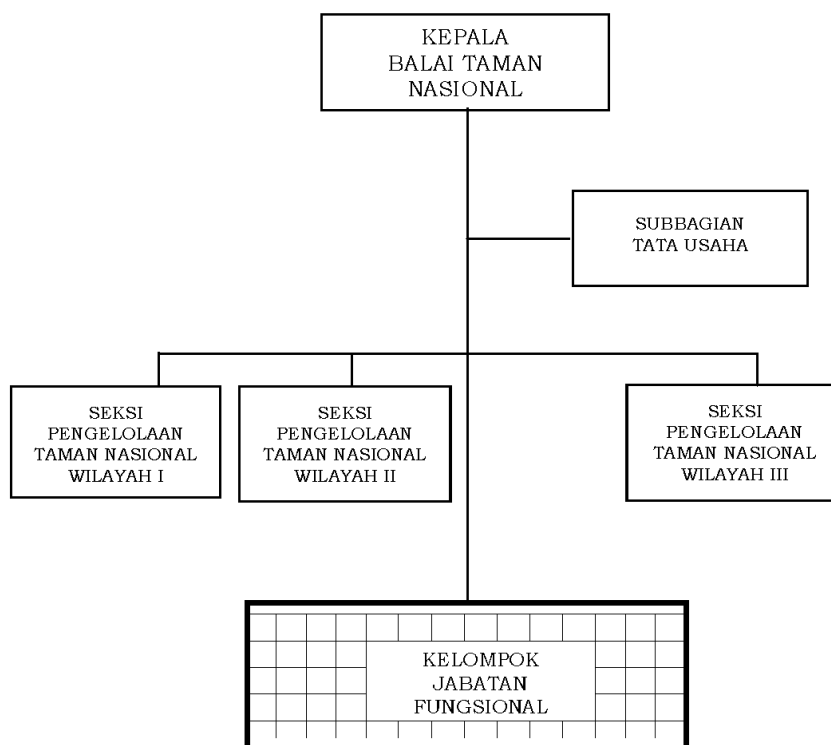 KEPALA
BALAI TAMAN
NASIONAL
SUBBAGIAN
TATA USAHA
SEKSI
PENGELOLAAN
TAMAN NASIONAL
WILAYAH I
SEKSI
PENGELOLAAN
TAMAN NASIONAL
WILAYAH II
SEKSI
PENGELOLAAN
TAMAN NASIONAL
WILAYAH III
KELOMPOK
JABATAN
FUNGSIONAL